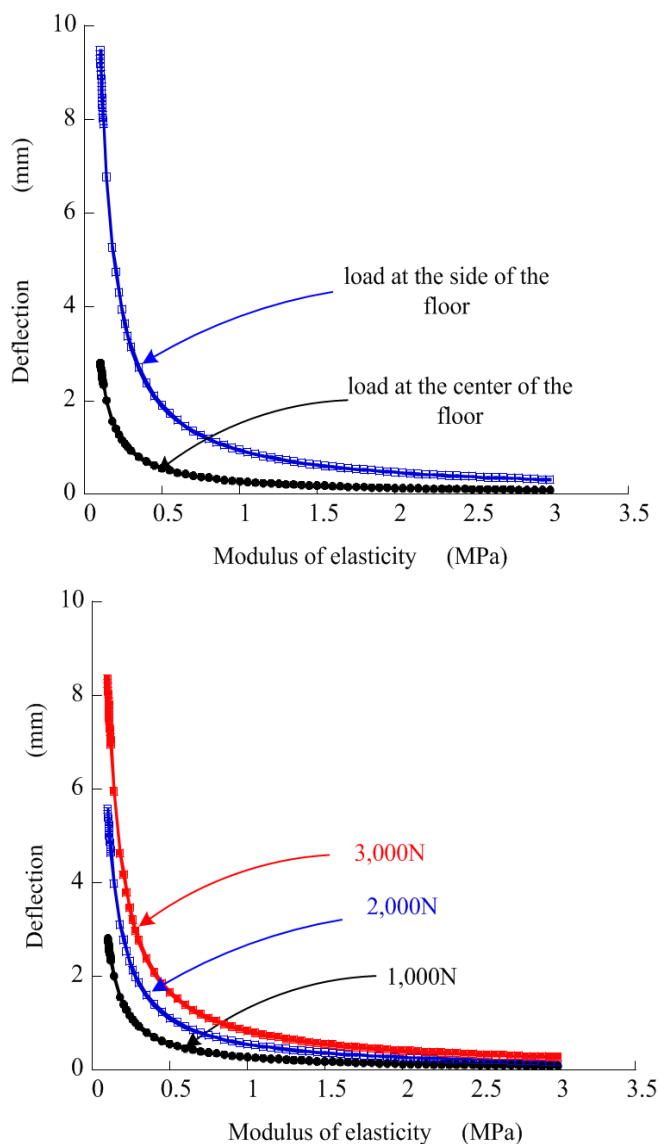 10
8
6
4
2
0
Deflection (mm)
load at the side of the
floor
load at the center of the
floor
0 0.5 1 1.5 2 2.5 3 3.5
Modulus of elasticity (MPa)
10
8
6
4
2
0
Deflection (mm)
3,000N
2,000N
1,000N
0 0.5 1 1.5 2 2.5 3 3.5
Modulus of elasticity (MPa)